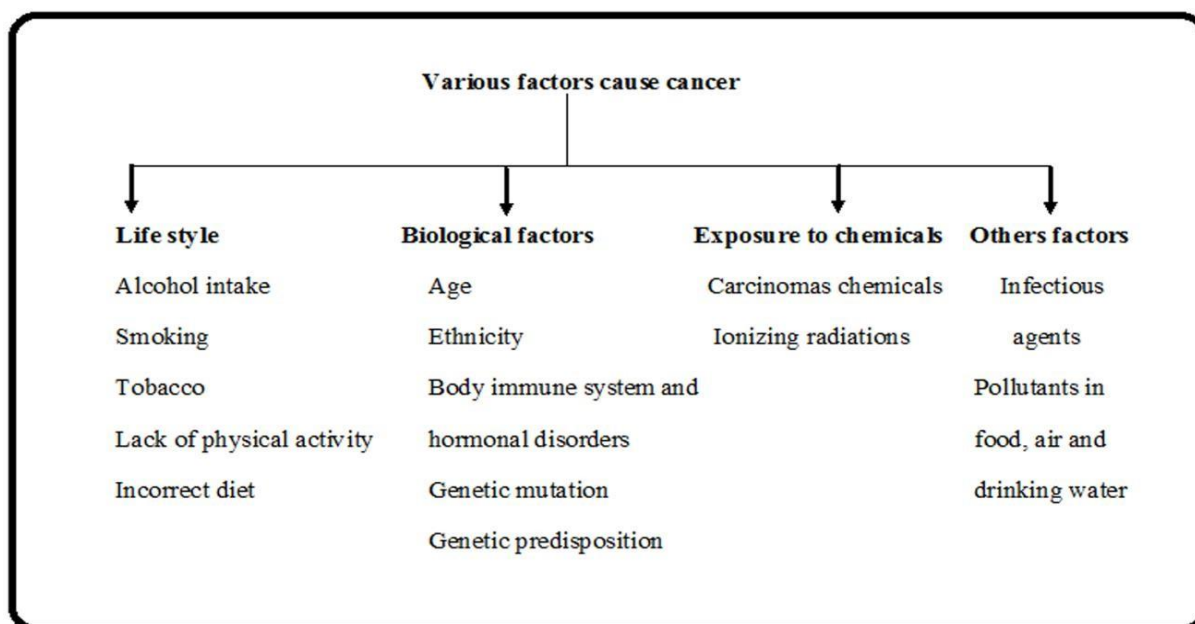 Various factors cause cancer
Life style
Alcohol intake
Smoking
Tobacco
Lack of physical activity
Incorrect diet
Biological factors
Age
Ethnicity
Body immune system and
hormonal disorders
Genetic mutation
Genetic predisposition
Exposure to chemicals
Carcinomas chemicals
Ionizing radiations
Others factors
Infectious
agents
Pollutants in
food, air and
drinking water